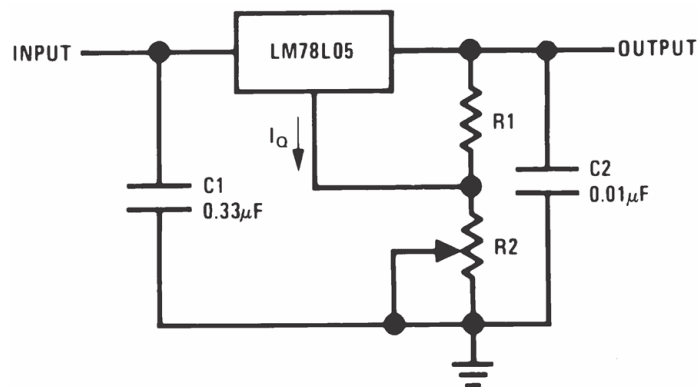 INPUT
LM78L05
OUTPUT
R1
IQ
C1
0.33μF
C2
0.01μF
R2